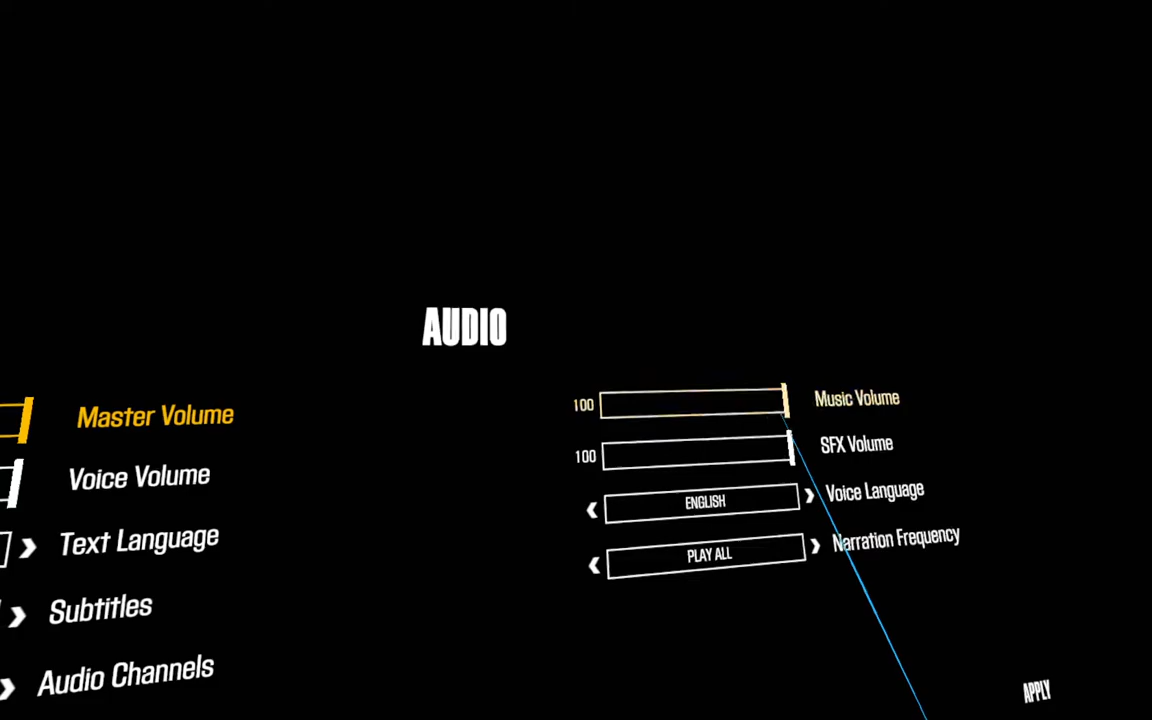 AUDIO
Master Volume
Voice Volume
Text Language
Subtitles
Audio Channels
100 Music Volume
100 SFX Volume
ENGLISH Voice Language
PLAY ALL Narration Frequency
APPLY